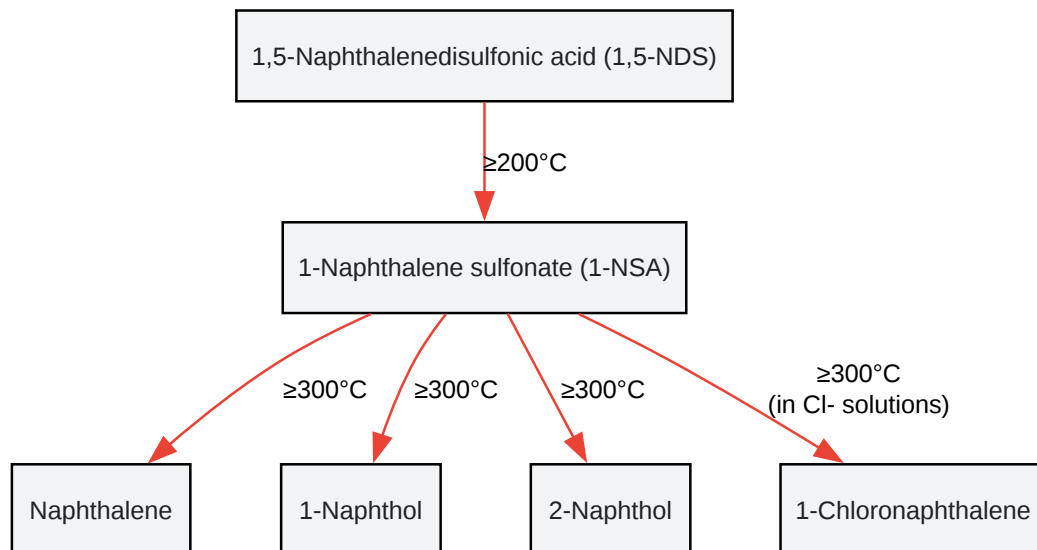 1,5-Naphthalenedisulfonic acid (1,5-NDS)
≥200°C
1-Naphthalene sulfonate (1-NSA)
≥300°C
≥300°C
≥300°C
≥300°C
(in Cl- solutions)
Naphthalene
1-Naphthol
2-Naphthol
1-Chloronaphthalene